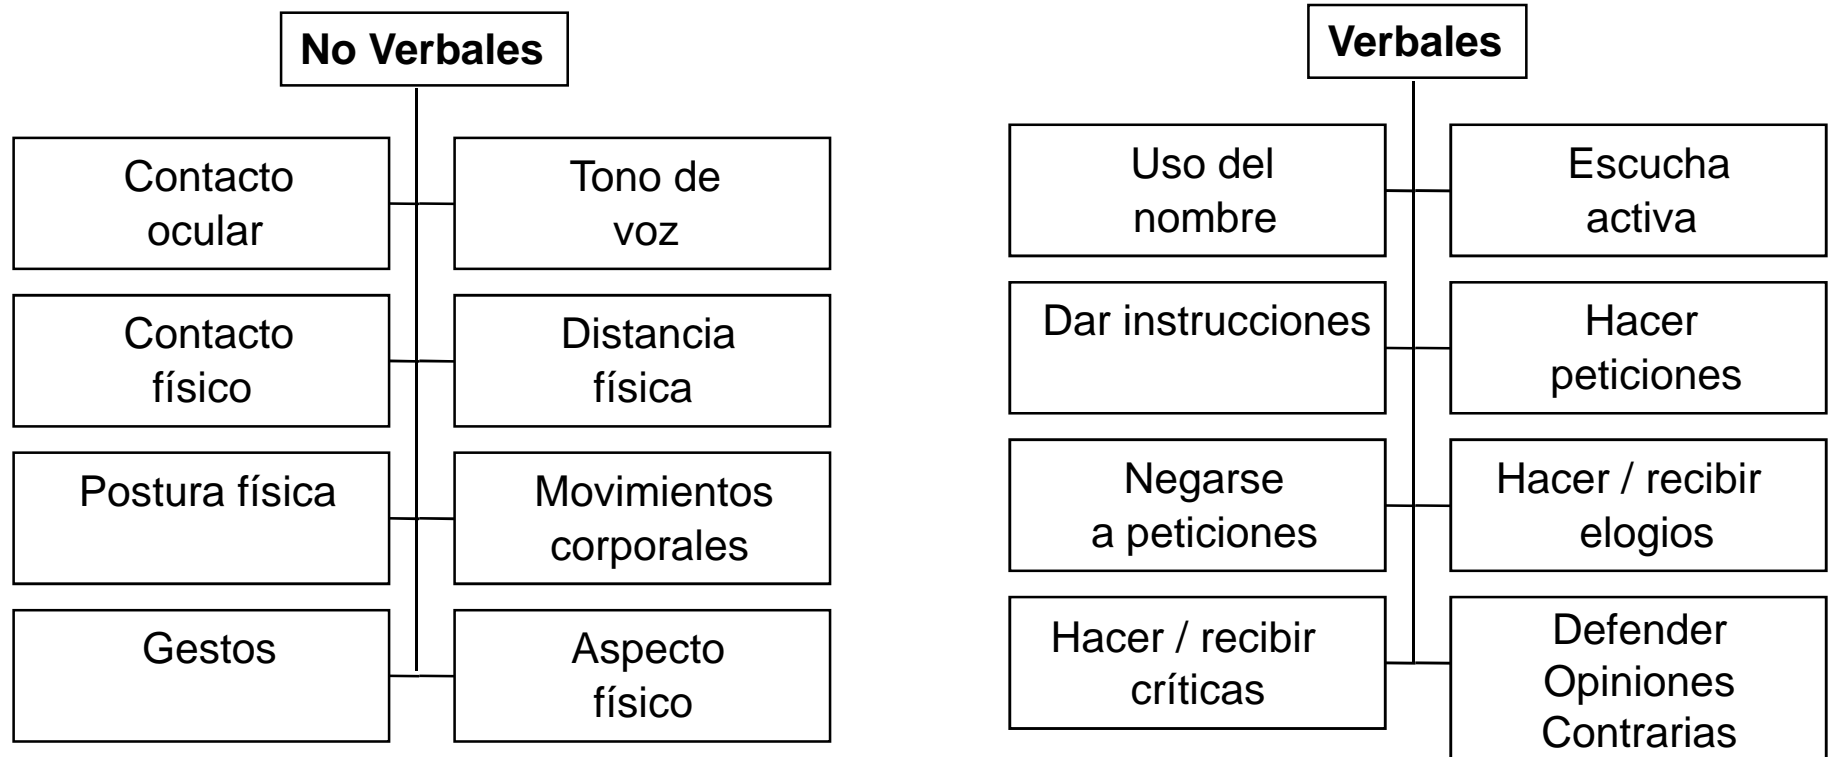 No Verbales
Contacto
ocular
Tono de
voz
Contacto
físico
Distancia
física
Postura física
Movimientos
corporales
Gestos
Aspecto
físico
Verbales
Uso del
nombre
Escucha
activa
Dar instrucciones
Hacer
peticiones
Negarse
a peticiones
Hacer / recibir
elogios
Hacer / recibir
críticas
Defender
Opiniones
Contrarias